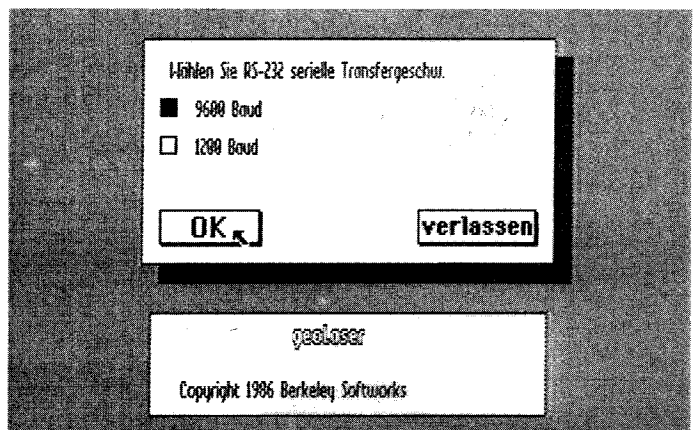 Wählen Sie RS-232 serielle Transfergeschw.
9600 Baud
1200 Baud
OK
verlassen
geoLaser
Copyright 1986 Berkeley Softworks